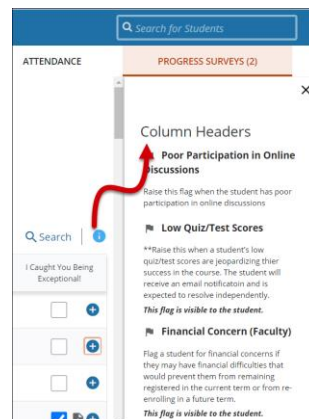 Search for Students
ATTENDANCE
PROGRESS SURVEYS (2)
Column Headers
Poor Participation in Online
Discussions
Raise this flag when the student has poor
participation in online discussions
Search
Low Quiz/Test Scores
**Raise this when a student's low
quiz/test scores are jeopardizing thier
success in the course. The student will
receive an email notificatoin and is
expected to resolve independently.
This flag is visible to the student.
I Caught You Being
Exceptional!
Financial Concern (Faculty)
Flag a student for financial concerns if
they may have financial difficulties that
would prevent them from remaining
registered in the current term or from re-
enrolling in a future term.
This flag is visible to the student.